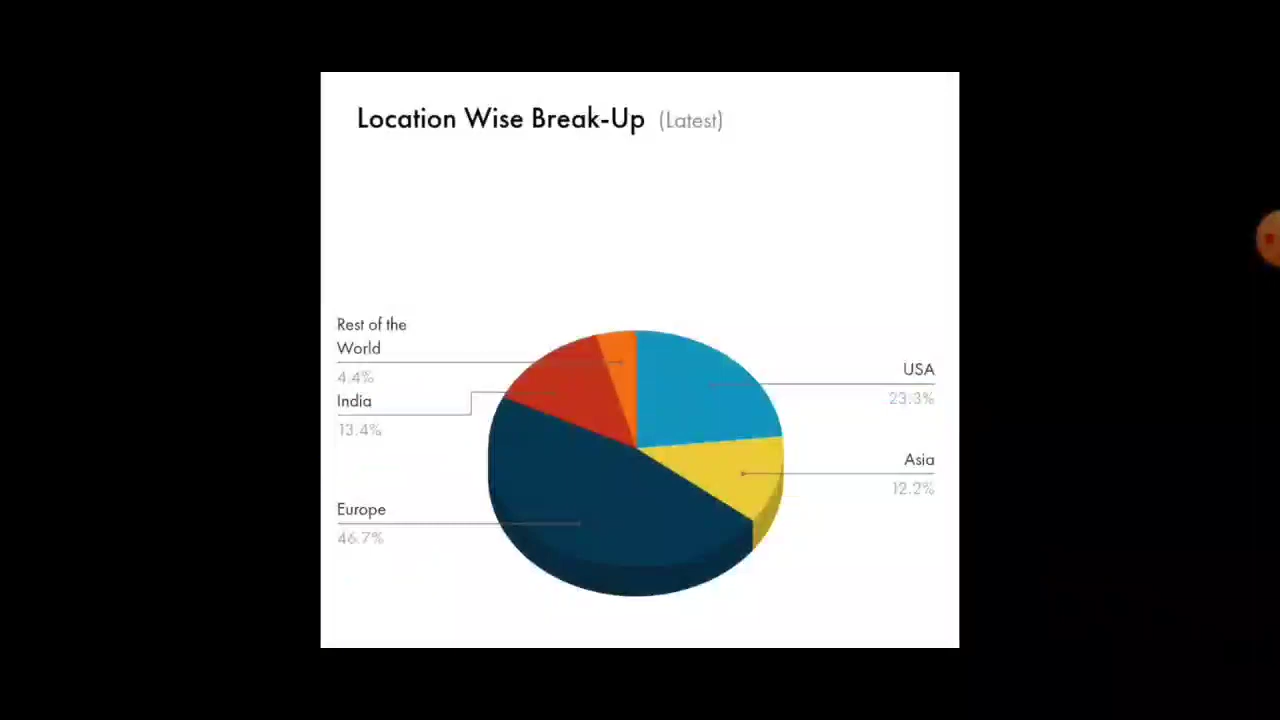 Location Wise Break-Up (Latest)
Rest of the
World
4.4%
India
13.4%
Europe
46.7%
USA
23.3%
Asia
12.2%